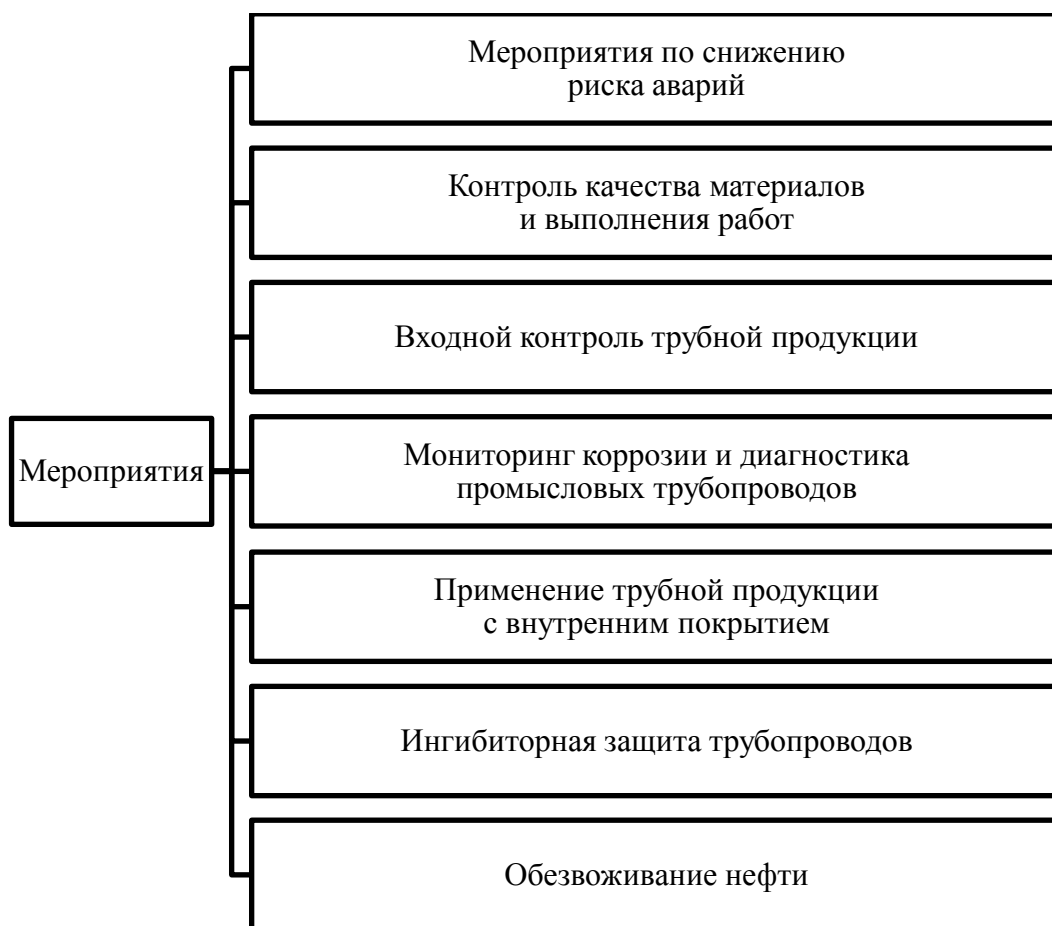 Мероприятия по снижению
риска аварий
Контроль качества материалов
и выполнения работ
Входной контроль трубной продукции
Мероприятия
Мониторинг коррозии и диагностика
промысловых трубопроводов
Применение трубной продукции
с внутренним покрытием
Ингибиторная защита трубопроводов
Обезвоживание нефти